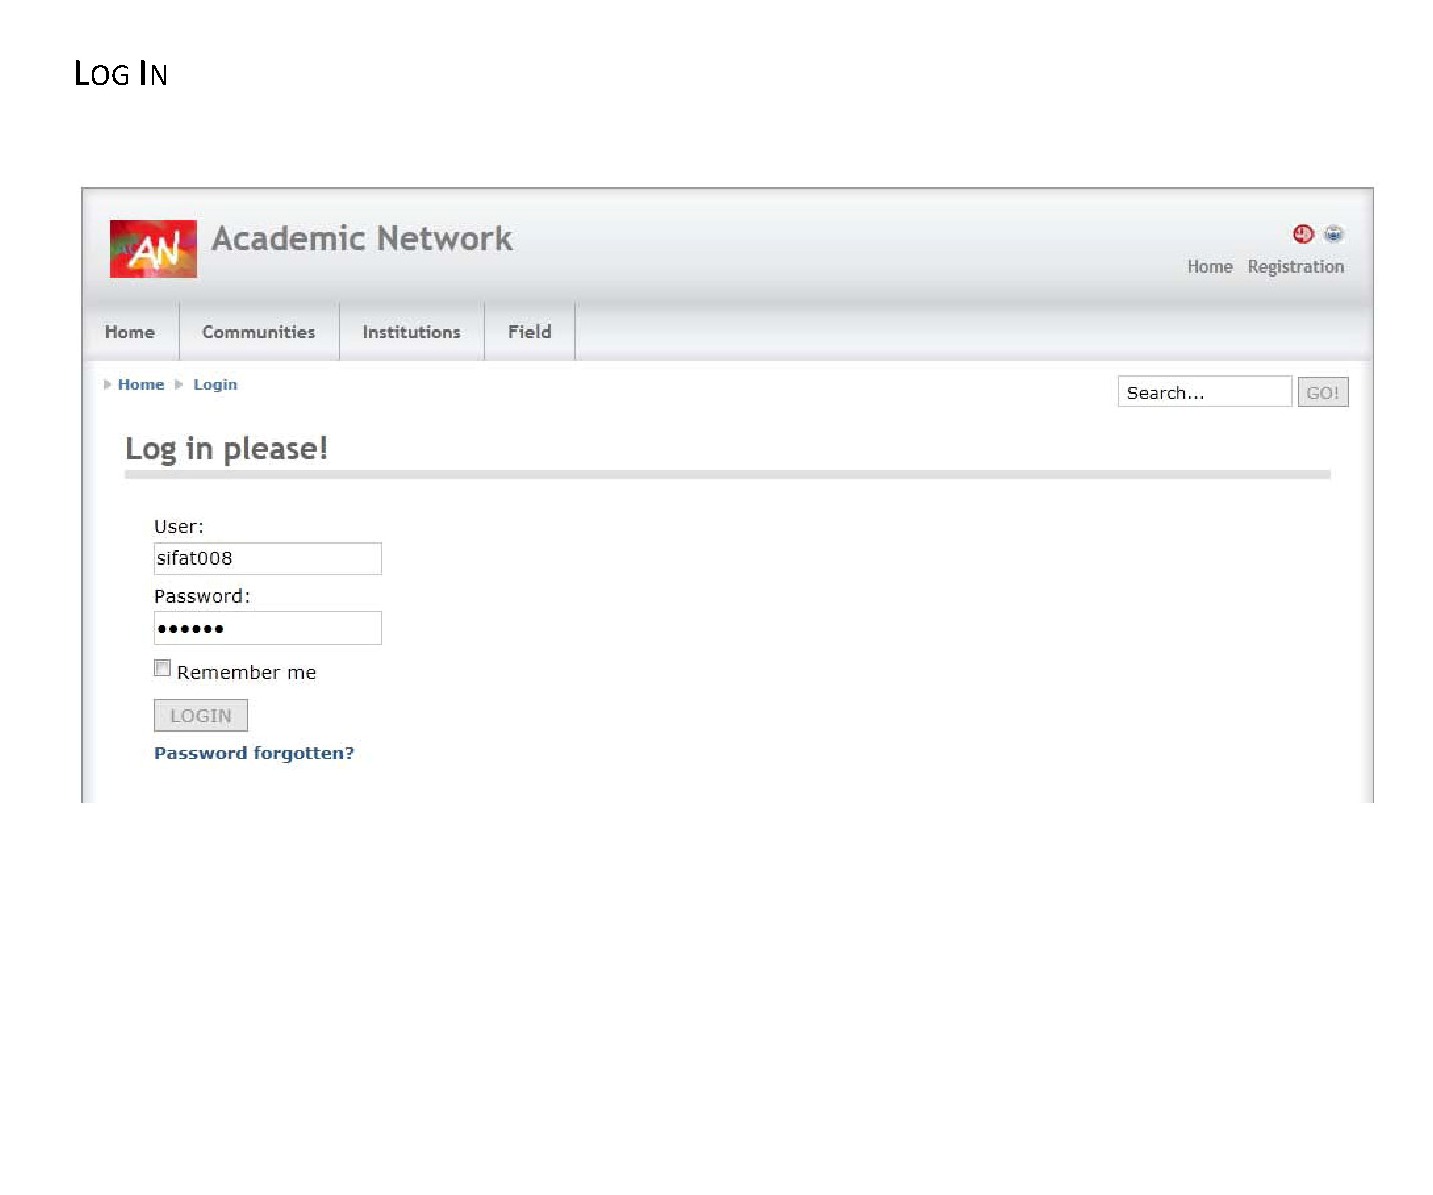 LOG IN
AN Academic Network
Home Registration
Home Communities Institutions Field
Home Login
Search... GO!
Log in please!
User:
sifat008
Password:
••••••
Remember me
LOGIN
Password forgotten?